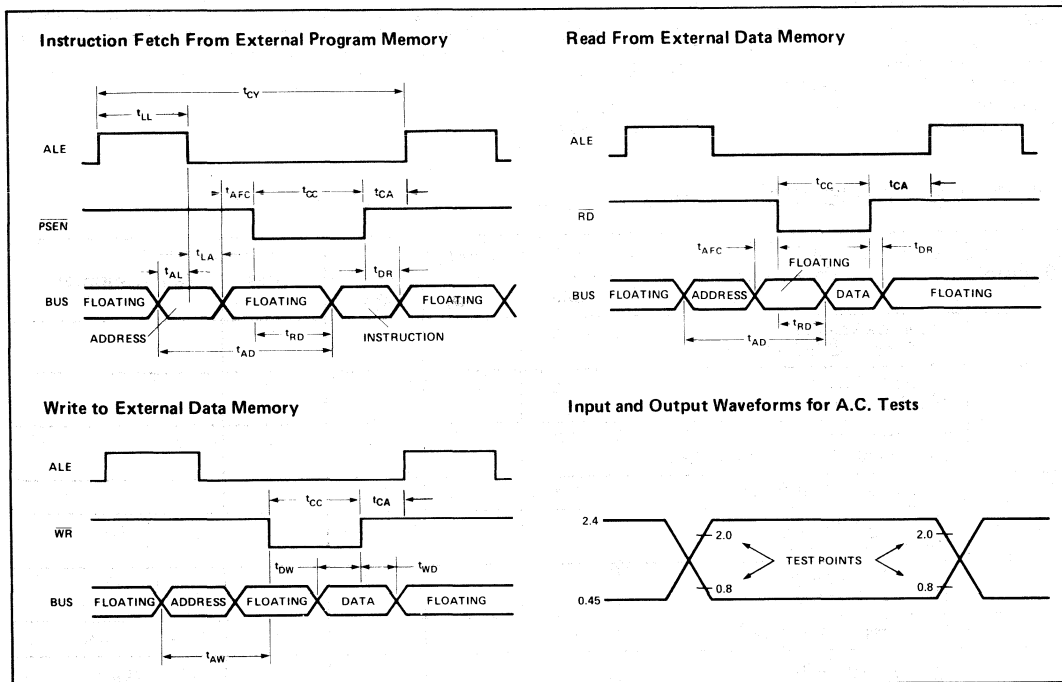 Instruction Fetch From External Program Memory
tCY
tLL
ALE
tAFC tCC tCA
PSEN
tLA
tAL tDR
BUS FLOATING FLOATING FLOATING
ADDRESS tRD INSTRUCTION
tAD
Read From External Data Memory
ALE
tCC tCA
RD
tAFC tDR
FLOATING
BUS FLOATING ADDRESS DATA FLOATING
tRD
tAD
Write to External Data Memory
ALE
tCC tCA
WR
tDW tWD
BUS FLOATING ADDRESS FLOATING DATA FLOATING
tAW
Input and Output Waveforms for A.C. Tests
2.4
2.0 2.0
TEST POINTS
0.8 0.8
0.45